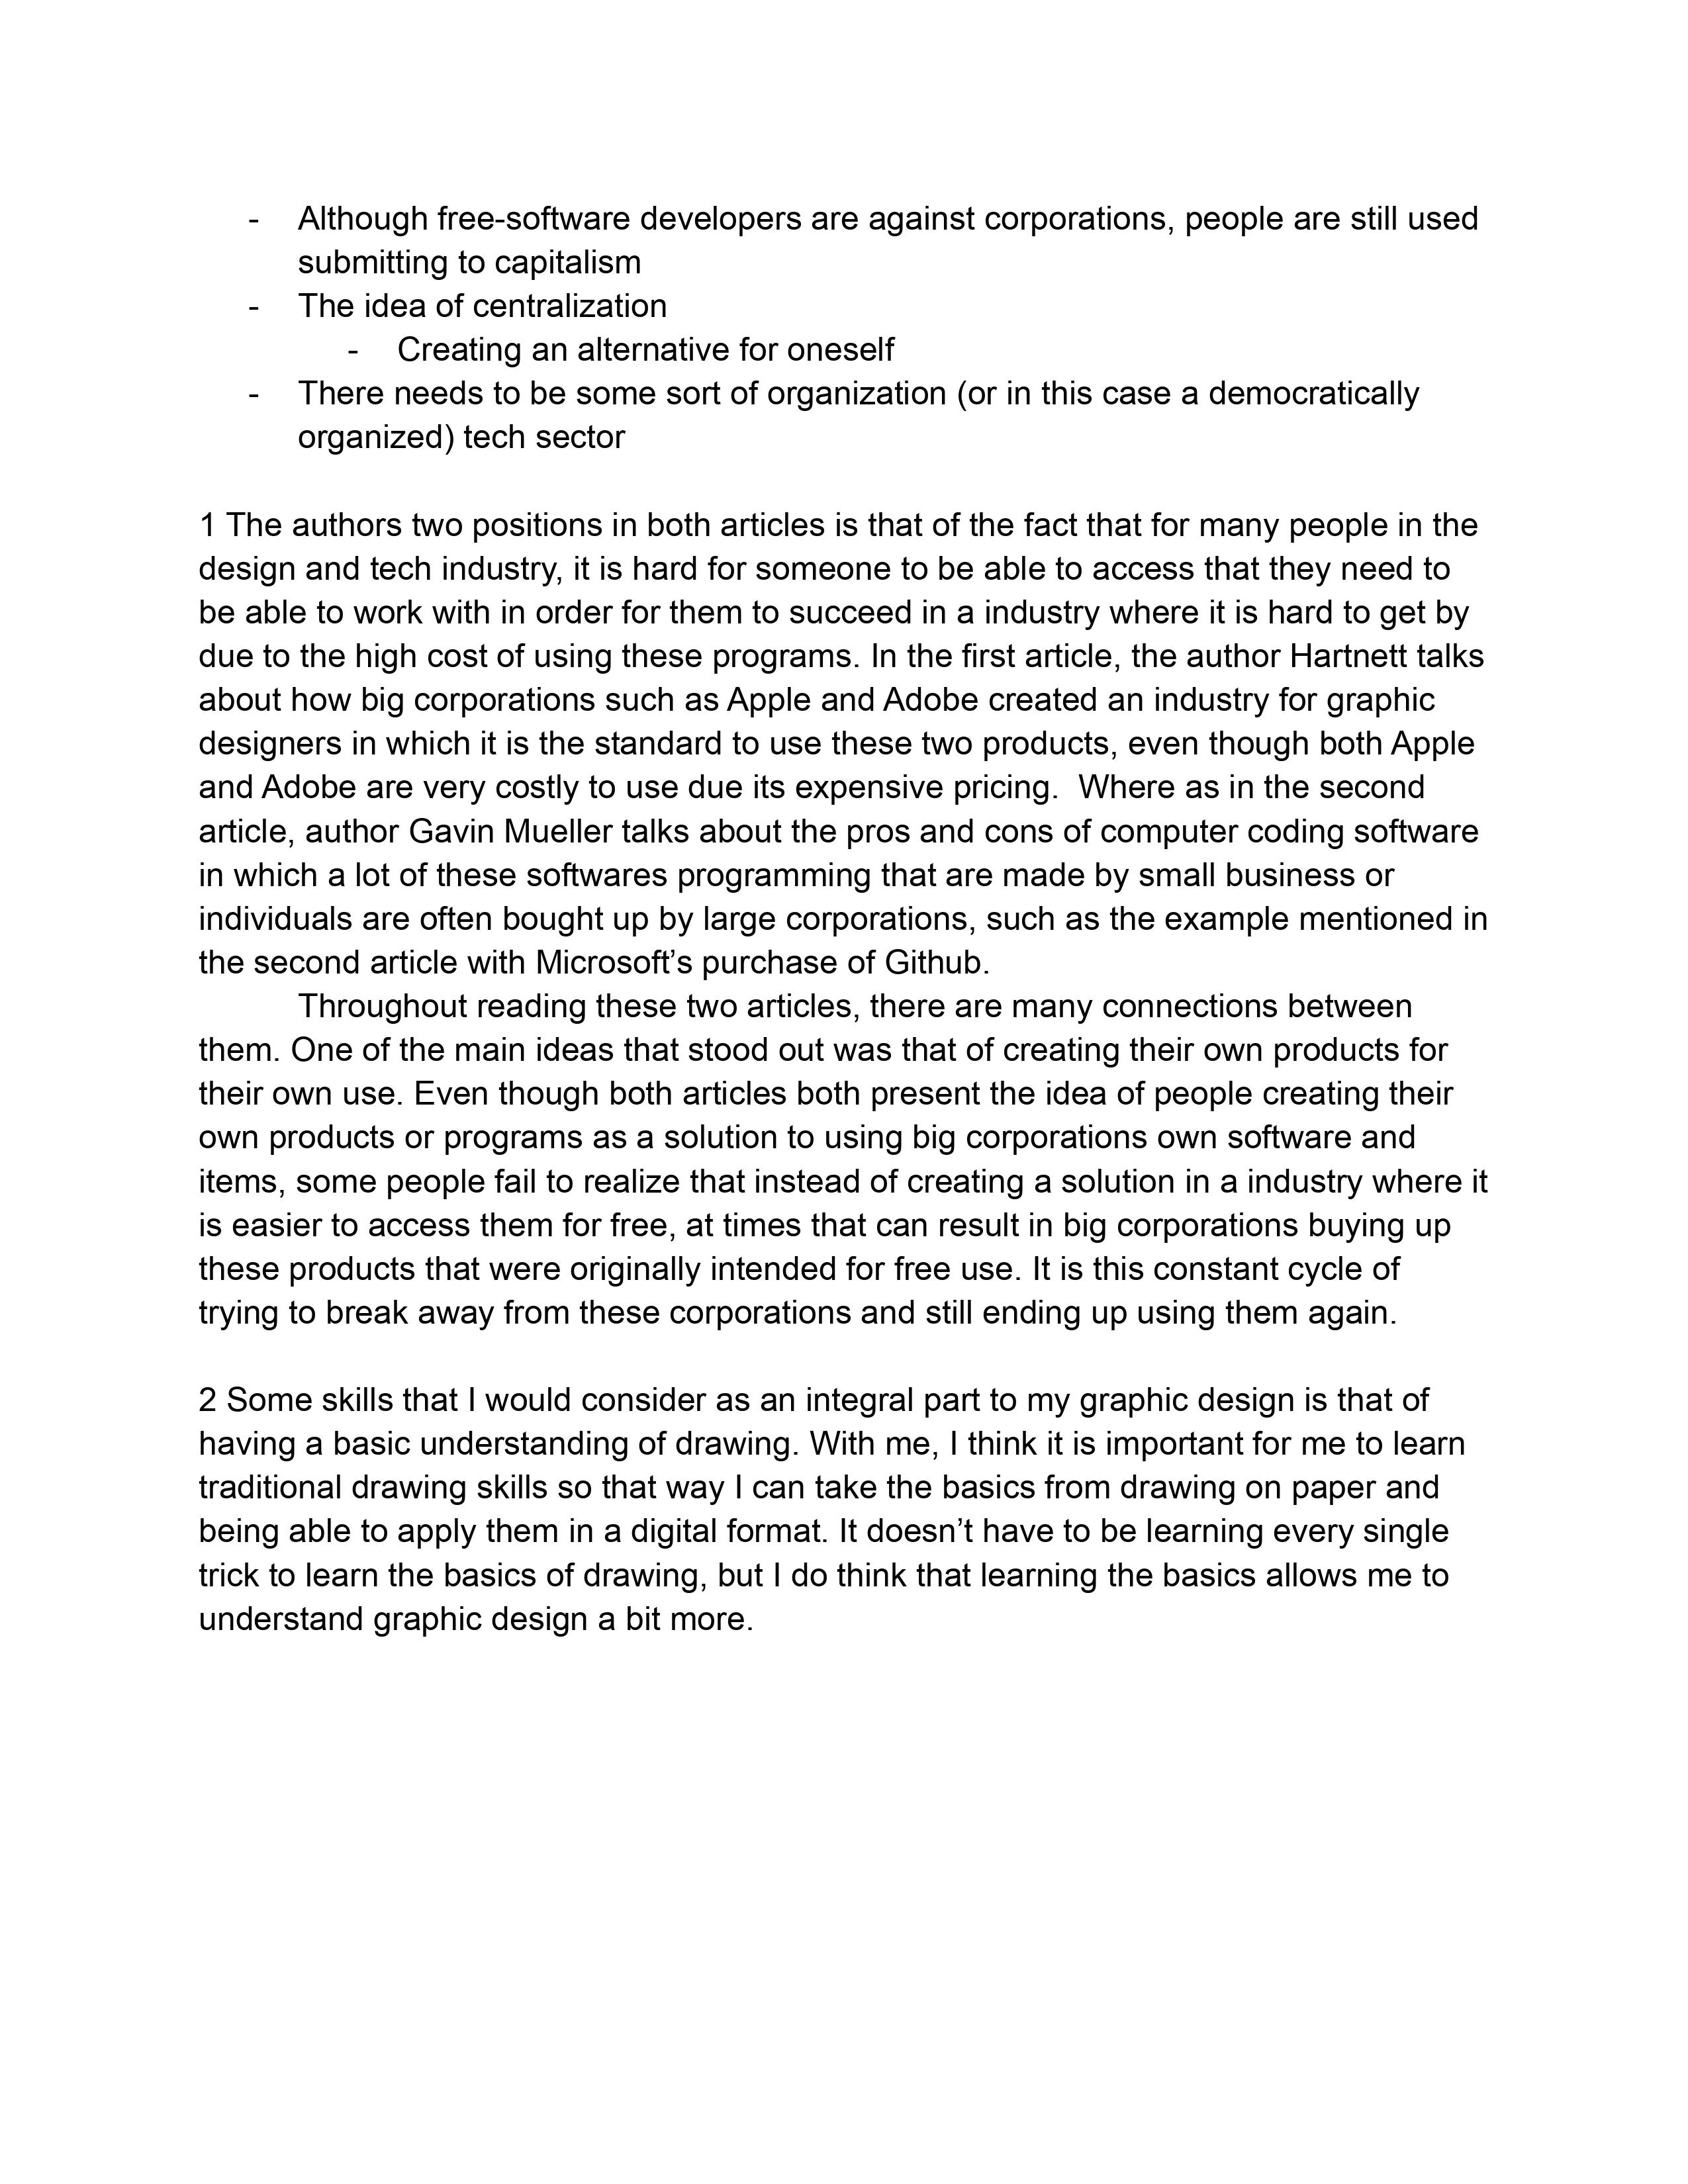 - Although free-software developers are against corporations, people are still used
submitting to capitalism
- The idea of centralization
- Creating an alternative for oneself
- There needs to be some sort of organization (or in this case a democratically
organized) tech sector
1 The authors two positions in both articles is that of the fact that for many people in the
design and tech industry, it is hard for someone to be able to access that they need to
be able to work with in order for them to succeed in a industry where it is hard to get by
due to the high cost of using these programs. In the first article, the author Hartnett talks
about how big corporations such as Apple and Adobe created an industry for graphic
designers in which it is the standard to use these two products, even though both Apple
and Adobe are very costly to use due its expensive pricing.  Where as in the second
article, author Gavin Mueller talks about the pros and cons of computer coding software
in which a lot of these softwares programming that are made by small business or
individuals are often bought up by large corporations, such as the example mentioned in
the second article with Microsoft’s purchase of Github.
Throughout reading these two articles, there are many connections between
them. One of the main ideas that stood out was that of creating their own products for
their own use. Even though both articles both present the idea of people creating their
own products or programs as a solution to using big corporations own software and
items, some people fail to realize that instead of creating a solution in a industry where it
is easier to access them for free, at times that can result in big corporations buying up
these products that were originally intended for free use. It is this constant cycle of
trying to break away from these corporations and still ending up using them again.
2 Some skills that I would consider as an integral part to my graphic design is that of
having a basic understanding of drawing. With me, I think it is important for me to learn
traditional drawing skills so that way I can take the basics from drawing on paper and
being able to apply them in a digital format. It doesn’t have to be learning every single
trick to learn the basics of drawing, but I do think that learning the basics allows me to
understand graphic design a bit more.